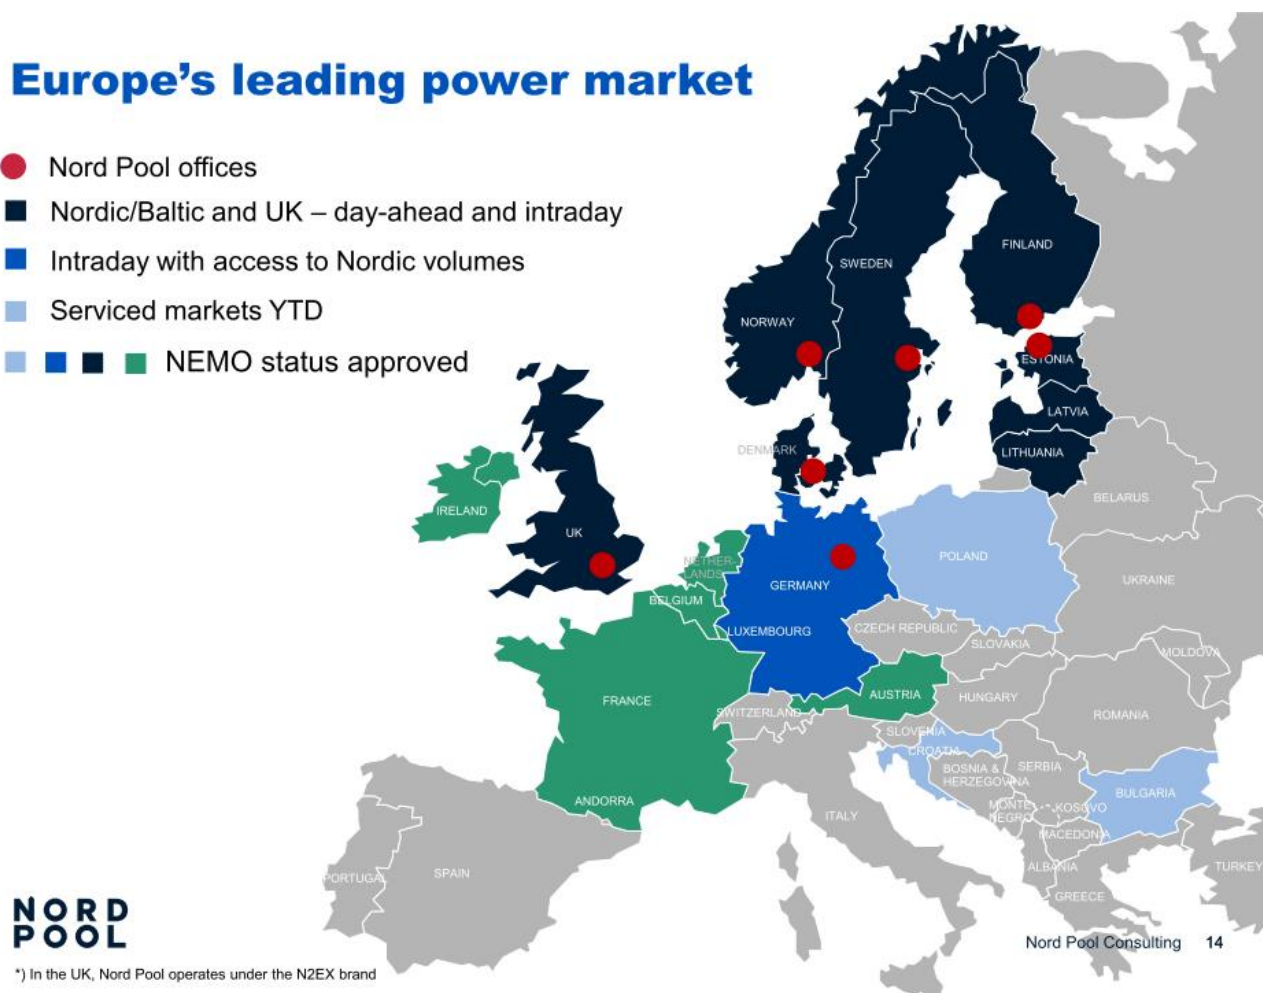 Europe's leading power market
Nord Pool offices
Nordic/Baltic and UK – day-ahead and intraday
Intraday with access to Nordic volumes
Serviced markets YTD
NEMO status approved
FINLAND
SWEDEN
NORWAY
ESTONIA
LATVIA
DENMARK
LITHUANIA
BELARUS
IRELAND
UK
NETHER-
LANDS
POLAND
GERMANY
UKRAINE
BELGIUM
LUXEMBOURG
CZECH REPUBLIC
SLOVAKIA
MOLDOVA
FRANCE
AUSTRIA
HUNGARY
SWITZERLAND
ROMANIA
SLOVENIA
CROATIA
BOSNIA &
HERZEGOVINA
SERBIA
BULGARIA
ANDORRA
MONTE
NEGRO
KOSOVO
ITALY
MACEDONIA
ALBANIA
TURKEY
PORTUGAL
SPAIN
GREECE
NORD
POOL
Nord Pool Consulting 14
*) In the UK, Nord Pool operates under the N2EX brand